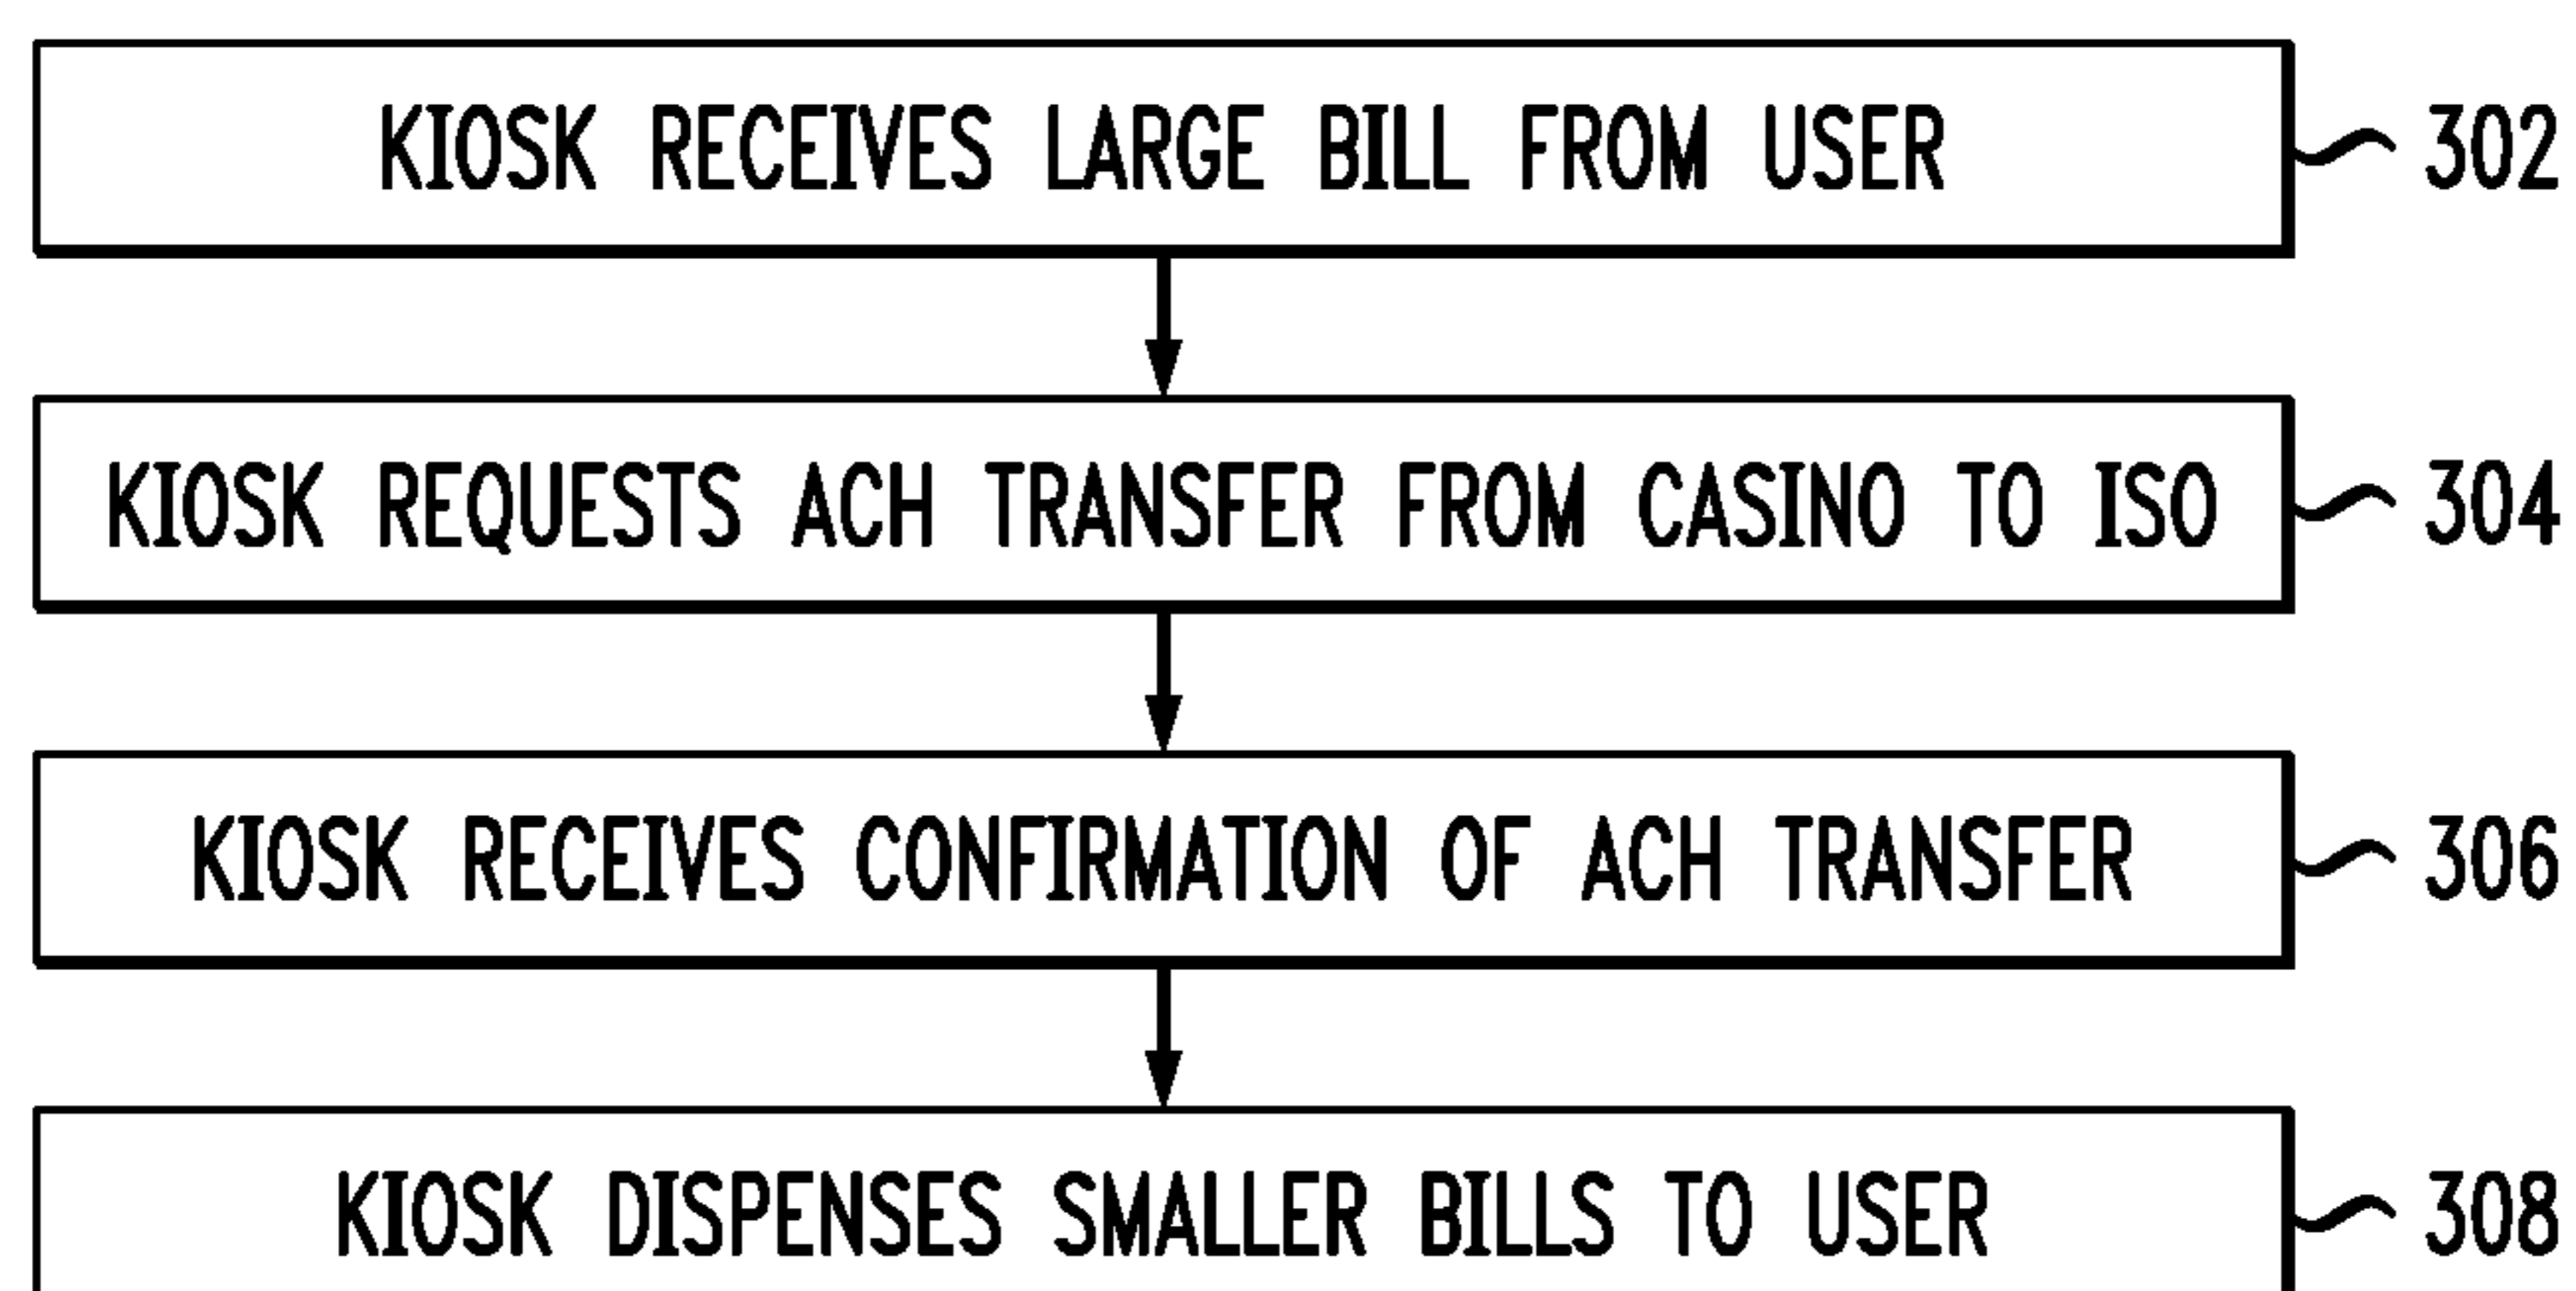 KIOSK RECEIVES LARGE BILL FROM USER 302
KIOSK REQUESTS ACH TRANSFER FROM CASINO TO ISO 304
KIOSK RECEIVES CONFIRMATION OF ACH TRANSFER 306
KIOSK DISPENSES SMALLER BILLS TO USER 308